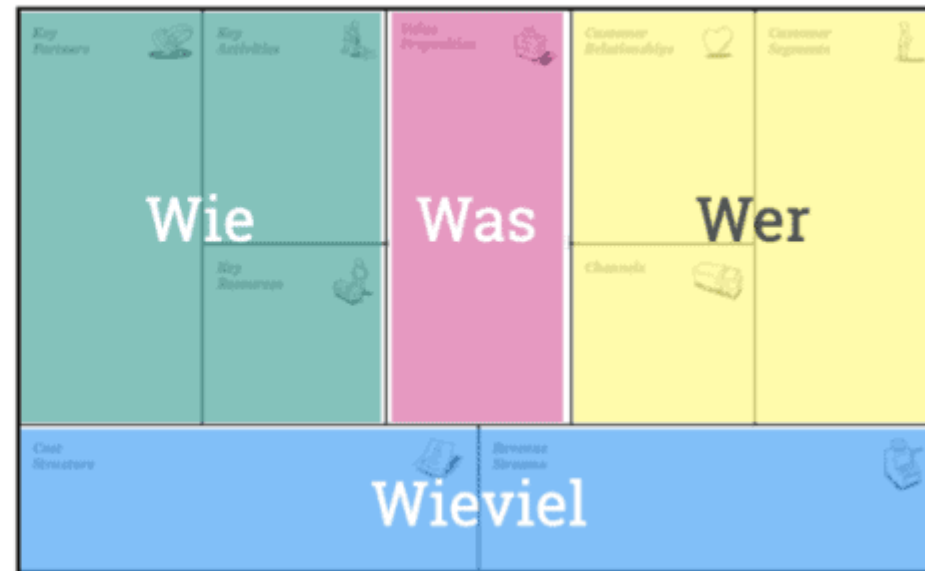 Key
Partners
Key
Activities
Value
Proposition
Customer
Relationships
Customer
Segments
Wie
Was
Wer
Key
Resources
Channels
Cost
Structure
Revenue
Streams
Wieviel